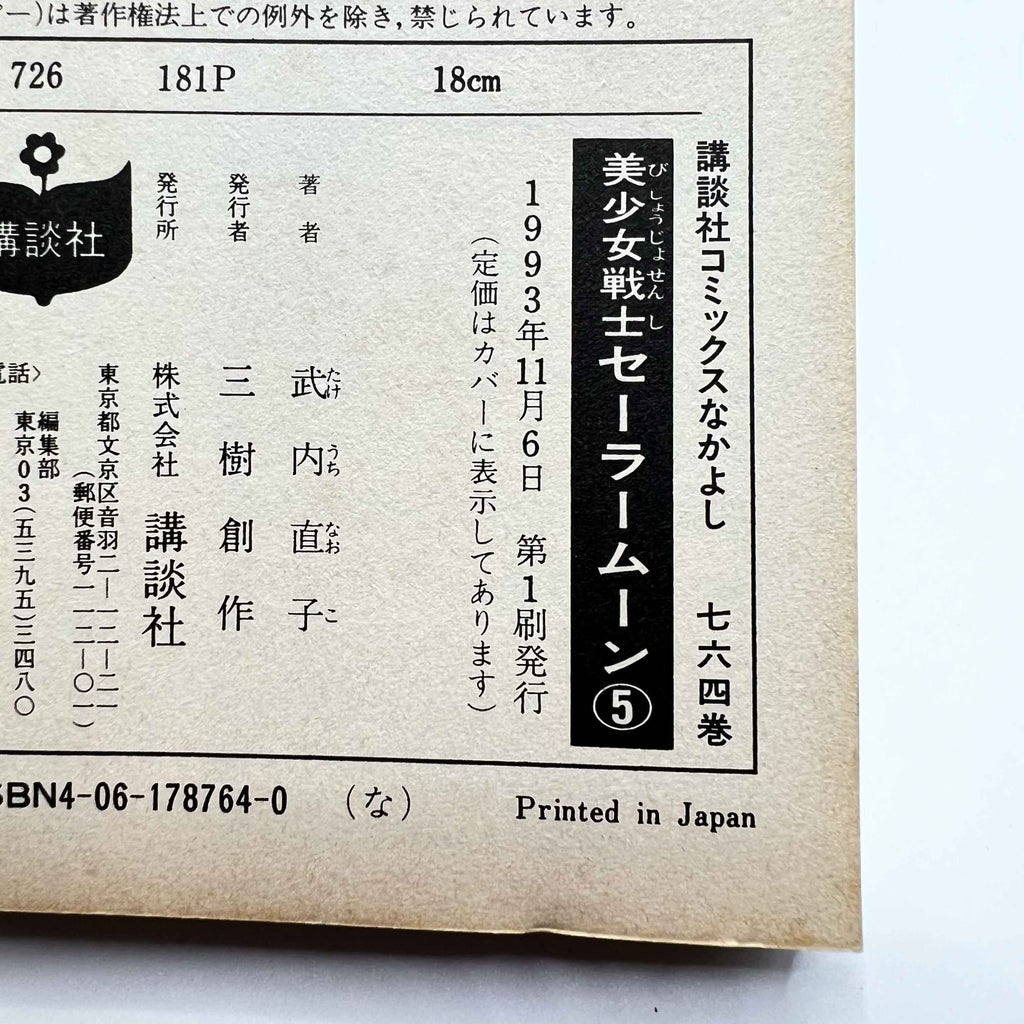 ピー)は著作権法上での例外を除き,禁じられています。
726 181P 18cm
講談社コミックスなかよし 七六四巻
美少女戦士セーラームーン⑤
びしょうじょせんし
1993年11月6日 第1刷発行
(定価はカバーに表示してあります)
著者 武内直子
たけうちなおこ
発行者 三樹創作
発行所 株式会社 講談社
東京都文京区音羽二—一二—二一
(郵便番号一一二—〇一)
電話〉
編集部
東京03(五三九五)三四八〇
講談社
ISBN4-06-178764-0 (な) Printed in Japan